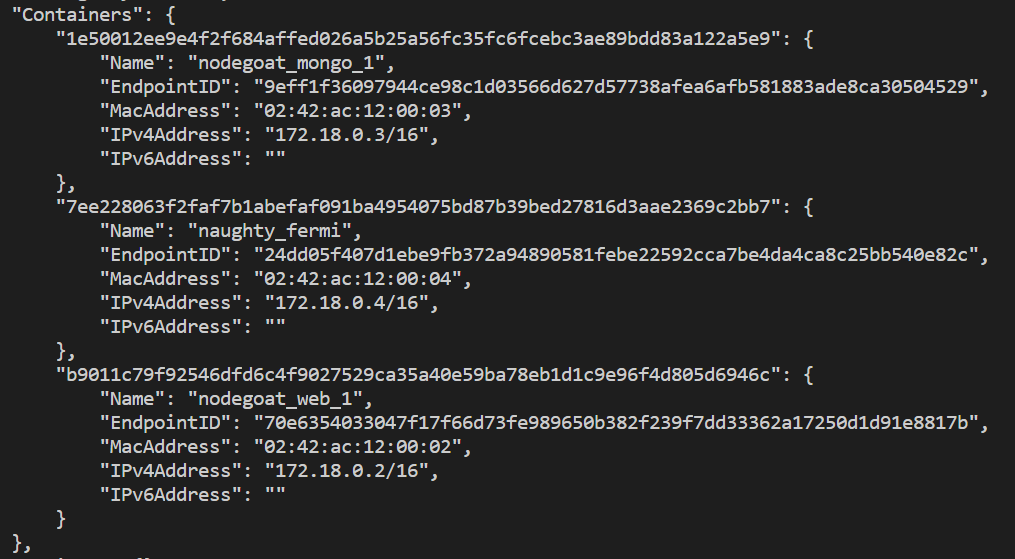 "Containers": {
"1e50012ee9e4f2f684affed026a5b25a56fc35fc6fcebc3ae89bdd83a122a5e9": {
"Name": "nodegoat_mongo_1",
"EndpointID": "9eff1f36097944ce98c1d03566d627d57738afea6afb581883ade8ca30504529",
"MacAddress": "02:42:ac:12:00:03",
"IPv4Address": "172.18.0.3/16",
"IPv6Address": ""
},
"7ee228063f2faf7b1abefaf091ba4954075bd87b39bed27816d3aae2369c2bb7": {
"Name": "naughty_fermi",
"EndpointID": "24dd05f407d1ebe9fb372a94890581febe22592cca7be4da4ca8c25bb540e82c",
"MacAddress": "02:42:ac:12:00:04",
"IPv4Address": "172.18.0.4/16",
"IPv6Address": ""
},
"b9011c79f92546dfd6c4f9027529ca35a40e59ba78eb1d1c9e96f4d805d6946c": {
"Name": "nodegoat_web_1",
"EndpointID": "70e6354033047f17f66d73fe989650b382f239f7dd33362a17250d1d91e8817b",
"MacAddress": "02:42:ac:12:00:02",
"IPv4Address": "172.18.0.2/16",
"IPv6Address": ""
}
},